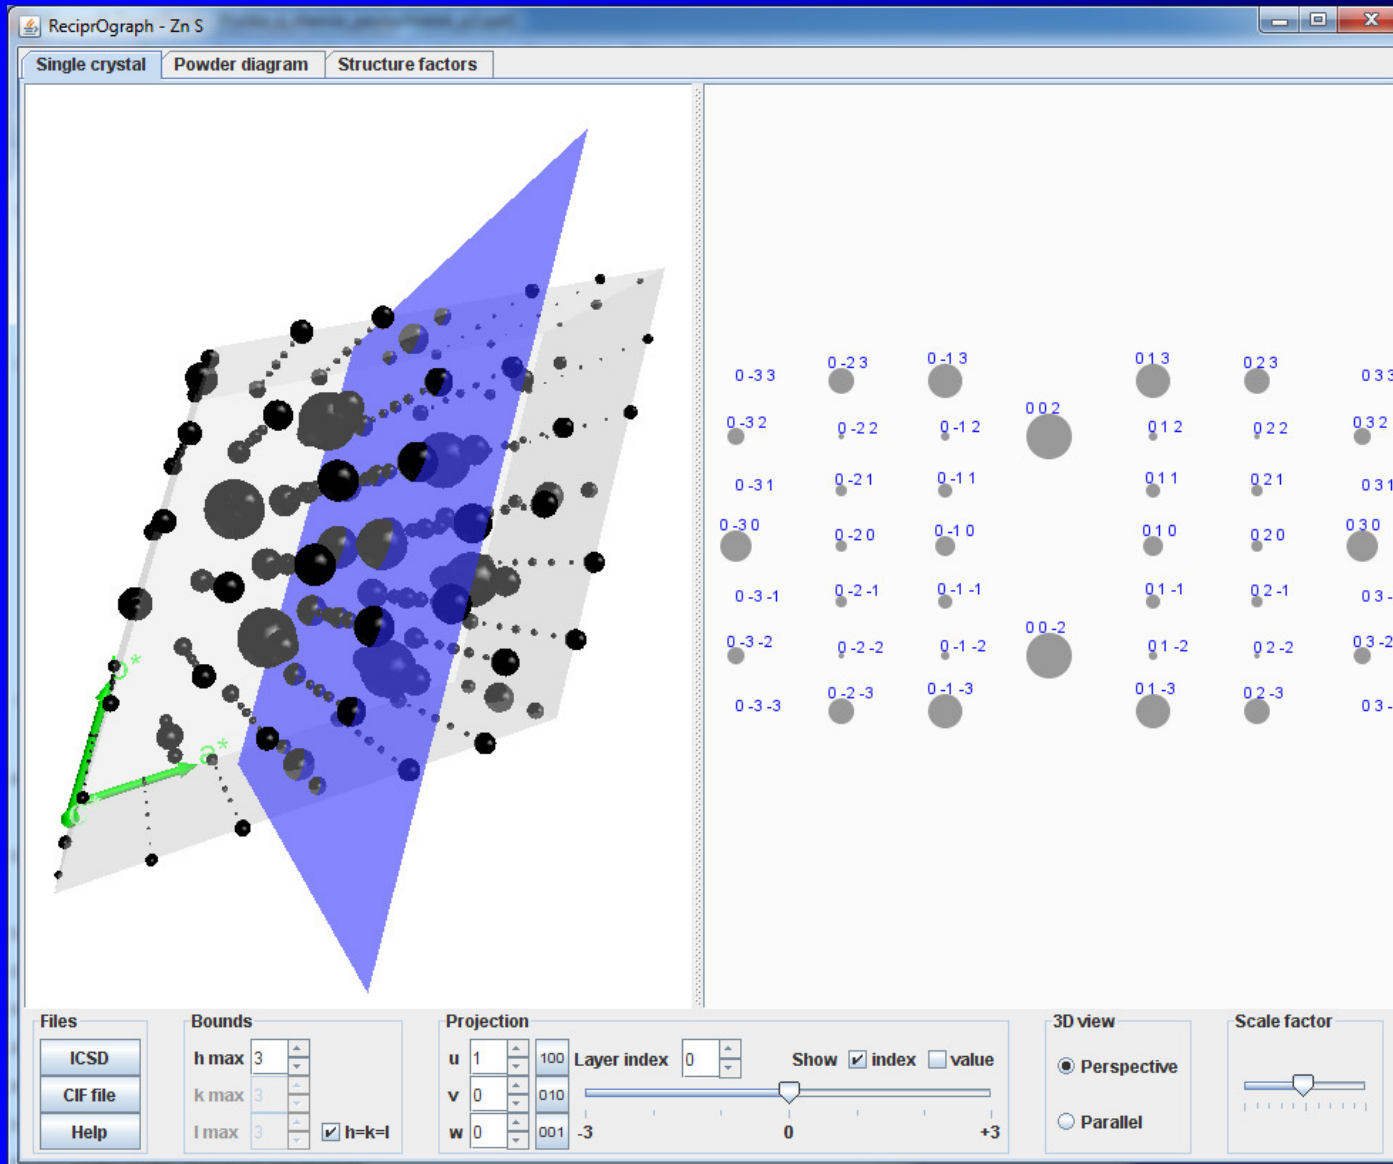 ReciprOgraph - Zn S
Single crystal Powder diagram Structure factors
b*
a*
0 -3 3 0 -2 3 0 -1 3 0 1 3 0 2 3 0 3 3
0 -3 2 0 -2 2 0 -1 2 0 0 2 0 1 2 0 2 2 0 3 2
0 -3 1 0 -2 1 0 -1 1 0 1 1 0 2 1 0 3 1
0 -3 0 0 -2 0 0 -1 0 0 1 0 0 2 0 0 3 0
0 -3 -1 0 -2 -1 0 -1 -1 0 1 -1 0 2 -1 0 3 -
0 -3 -2 0 -2 -2 0 -1 -2 0 0 -2 0 1 -2 0 2 -2 0 3 -2
0 -3 -3 0 -2 -3 0 -1 -3 0 1 -3 0 2 -3 0 3 -
Files
ICSD
CIF file
Help
Bounds
h max 3
k max 3
l max 3 h=k=l
Projection
u 1 100 Layer index 0 Show index value
v 0 010
w 0 001 -3 0 +3
3D view
Perspective
Parallel
Scale factor